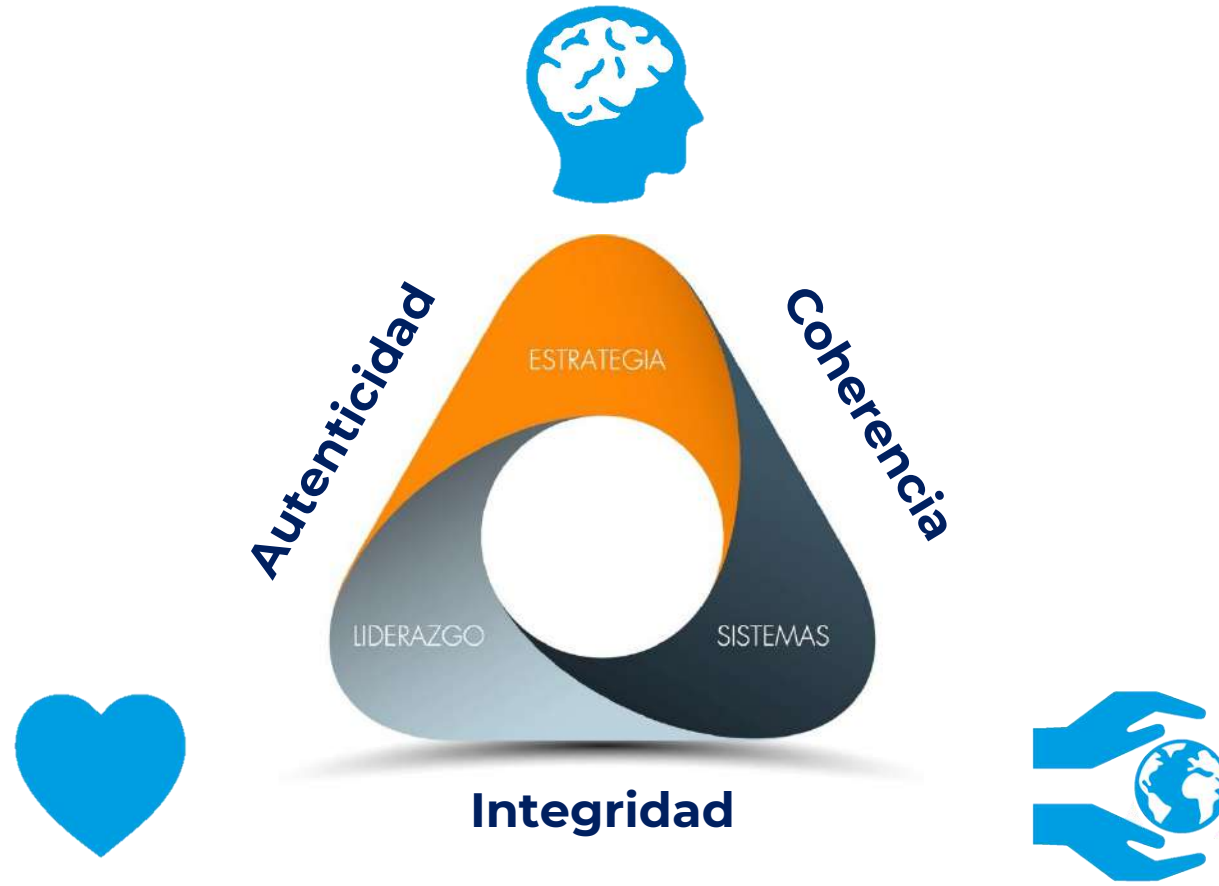 Autenticidad
Coherencia
ESTRATEGIA
LIDERAZGO
SISTEMAS
Integridad